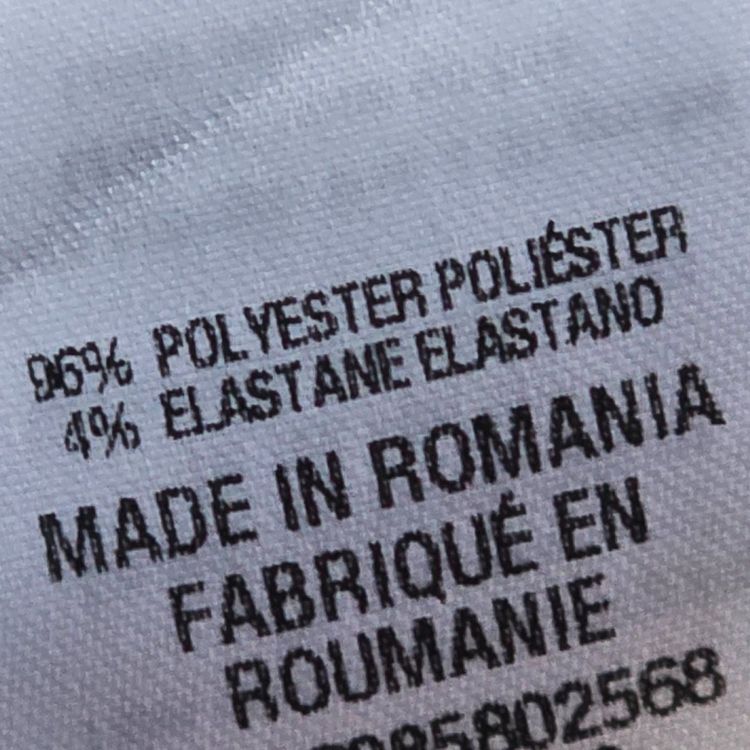 96% POLYESTER POLIÉSTER
4% ELASTANE ELASTANO
MADE IN ROMANIA
FABRIQUÉ EN
ROUMANIE